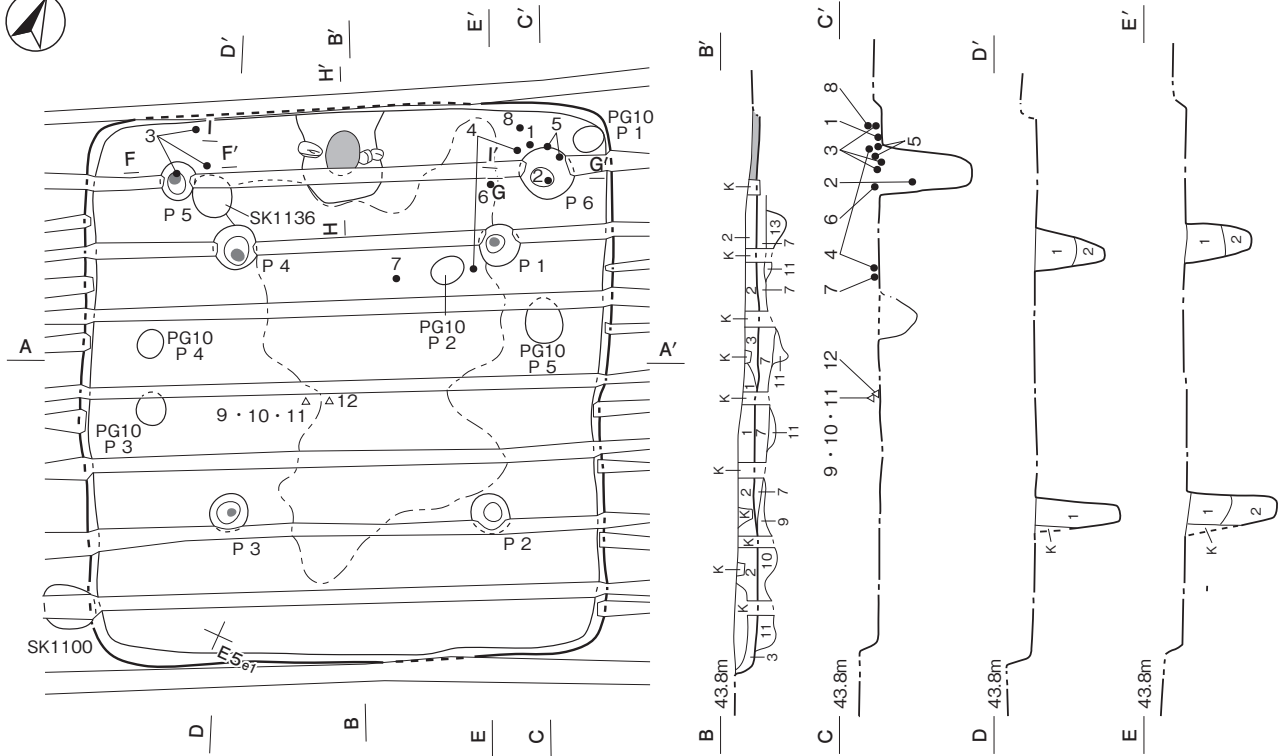 D′
B′
H′
E′
C′
3
I
F
F′
4
8
1
5
PG10
P 1
I′
G′
2
6
G
P 6
P 5
SK1136
H
P 4
P 1
7
PG10
P 2
PG10
P 5
PG10
P 4
A
A′
9・10・11
12
PG10
P 3
P 3
P 2
SK1100
E5e1
D
B
E
C
B′
K
2
13
7
K
K
11
2
7
K
3
K
7
11
1
K
1
7
11
K
2
7
K
9
K
10
K
2
K
11
3
43.8m
B
C′
8
1
3
5
2
6
4
7
12
9・10・11
43.8m
C
D′
1
2
1
K
43.8m
D
E′
1
2
1
2
K
43.8m
E